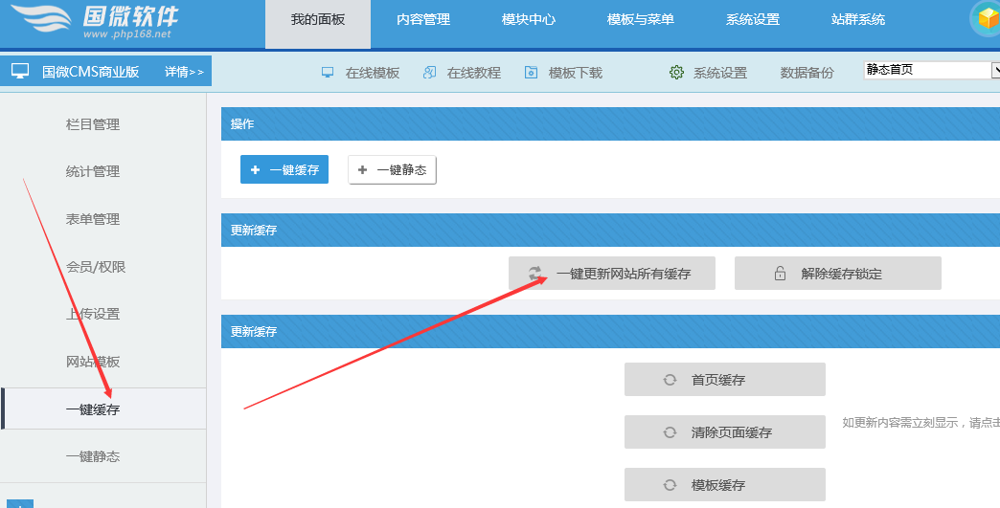 国微软件
www .php168.net
我的面板
内容管理
模块中心
模板与菜单
系统设置
站群系统
国微CMS商业版
详情>>
在线模板
在线教程
模板下载
系统设置
数据备份
静态首页
栏目管理
统计管理
表单管理
会员/权限
上传设置
网站模板
一键缓存
一键静态
操作
一键缓存
一键静态
更新缓存
一键更新网站所有缓存
解除缓存锁定
更新缓存
首页缓存
清除页面缓存
如更新内容需立刻显示，请点击
模板缓存